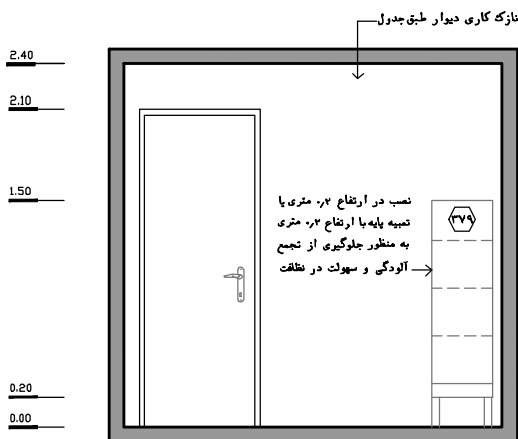 نازک کاری دیوار طبق جدول
2.40
2.10
1.50
نصب در ارتفاع ۰٫۲ متری یا
تعبیه پایه با ارتفاع ۰٫۲ متری
به منظور جلوگیری از تجمع
آلودگی و سهولت در نظافت
۳۷۹
0.20
0.00